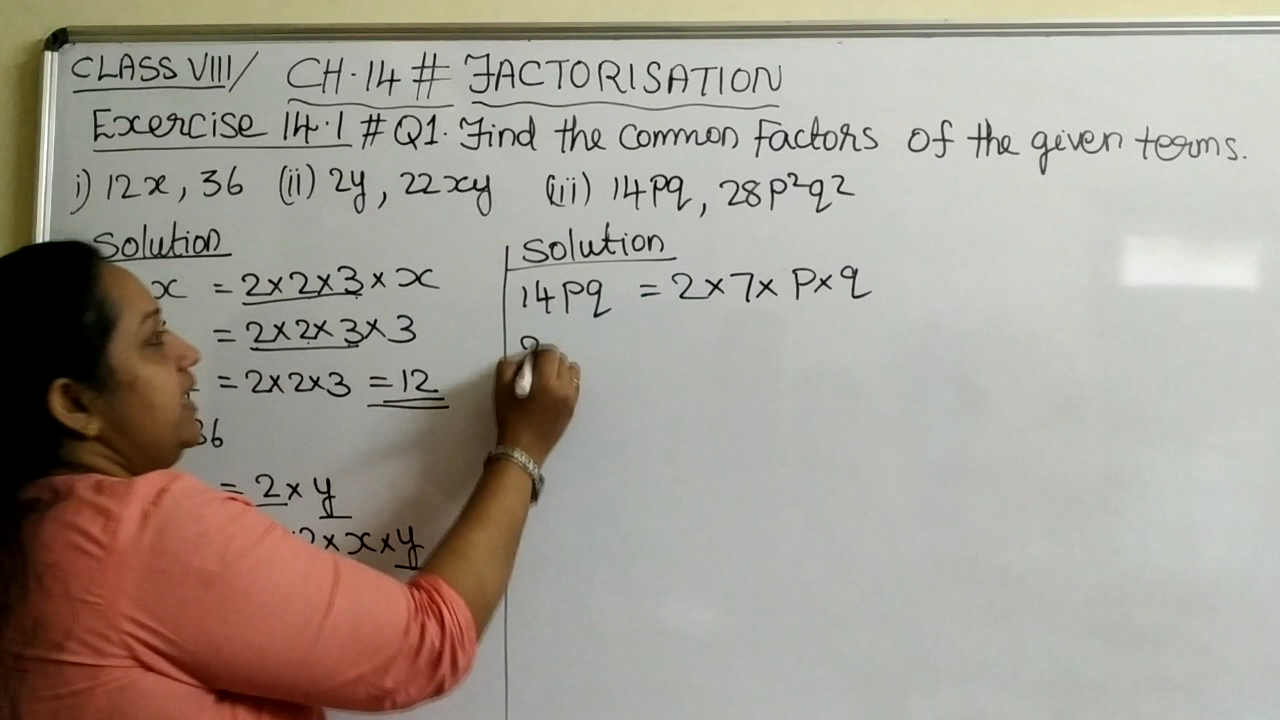 CLASS VIII/ CH.14 # FACTORISATION
Exercise 14.1 # Q1. Find the common factors of the given terms.
i) 12x, 36 (ii) 2y, 22xy (iii) 14pq, 28p²q²
Solution
x = 2×2×3×x
= 2×2×3×3
= 2×2×3 = 12
36
= 2×y
2×x×y
Solution
14pq = 2×7×p×q
2